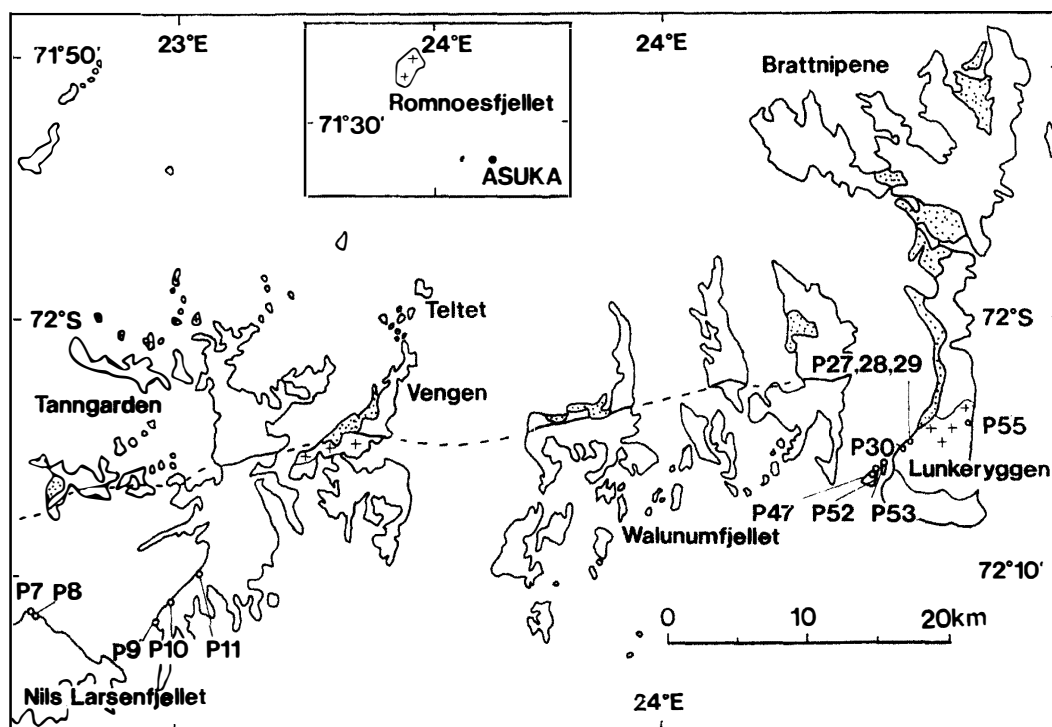 23°E
24°E
24°E
71°50′
Brattnipene
Romnoesfjellet
71°30′
ASUKA
72°S
Teltet
72°S
P27,28,29
Vengen
Tanngarden
P55
P30
Lunkeryggen
P47 P52 P53
Walunumfjellet
72°10′
P7 P8
0 10 20km
P9 P10 P11
Nils Larsenfjellet
24°E